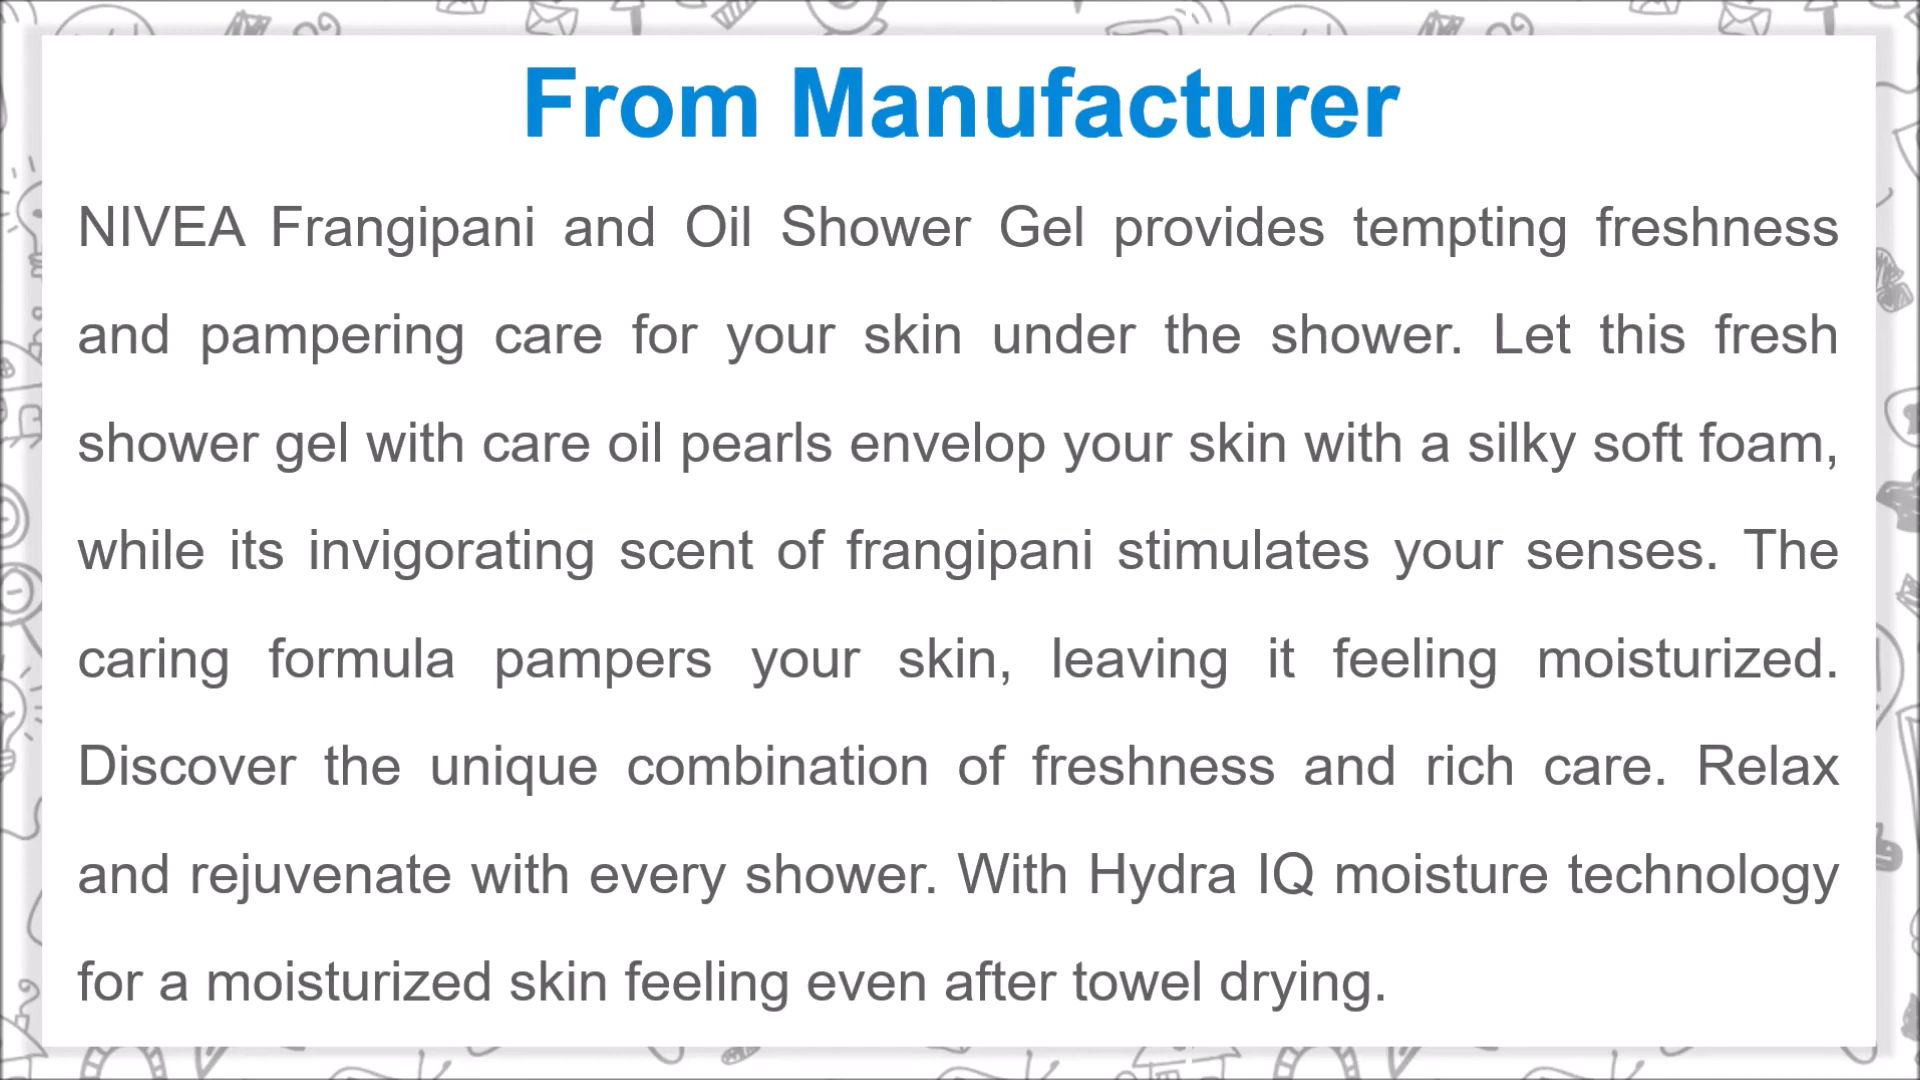 From Manufacturer
NIVEA Frangipani and Oil Shower Gel provides tempting freshness
and pampering care for your skin under the shower. Let this fresh
shower gel with care oil pearls envelop your skin with a silky soft foam,
while its invigorating scent of frangipani stimulates your senses. The
caring formula pampers your skin, leaving it feeling moisturized.
Discover the unique combination of freshness and rich care. Relax
and rejuvenate with every shower. With Hydra IQ moisture technology
for a moisturized skin feeling even after towel drying.